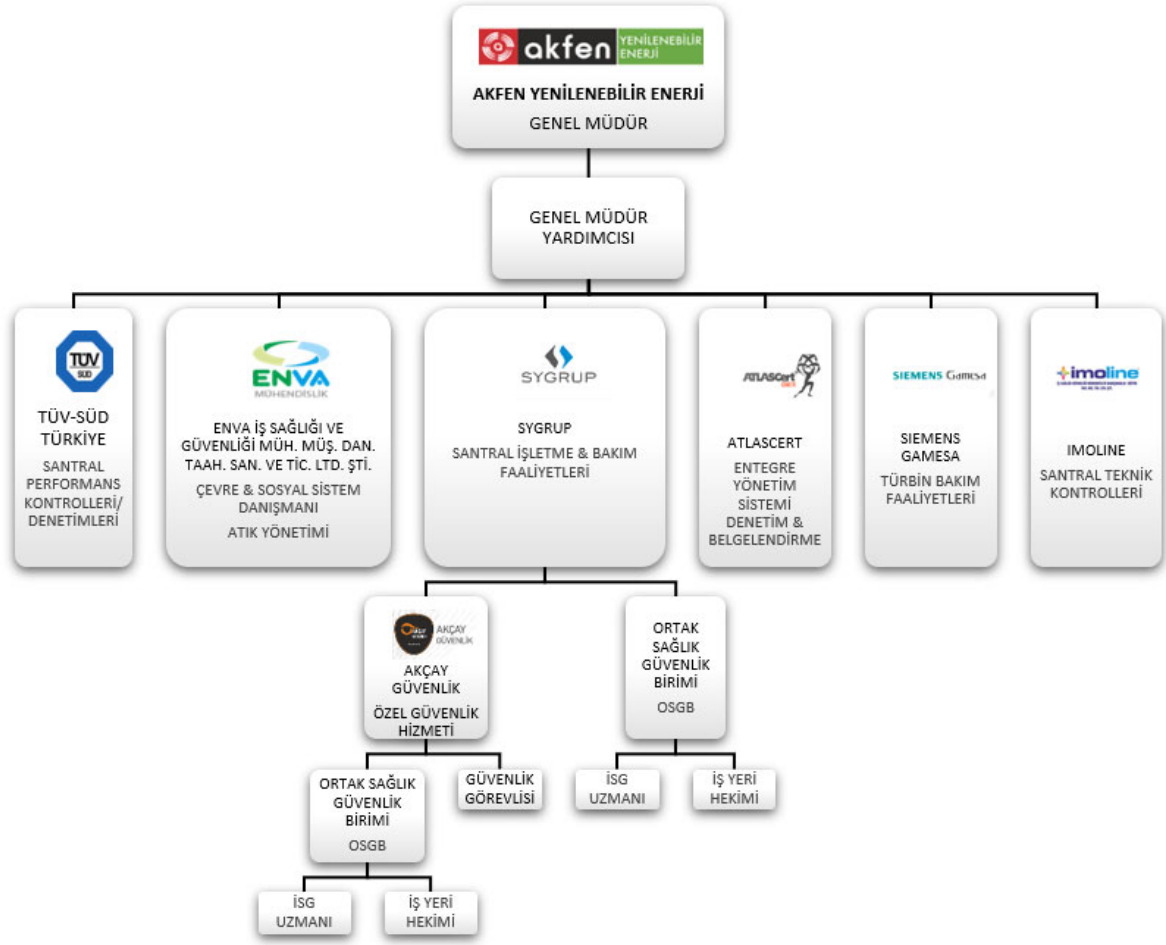 akfen YENİLENEBİLİR
ENERJİ
AKFEN YENİLENEBİLİR ENERJİ
GENEL MÜDÜR
GENEL MÜDÜR
YARDIMCISI
TÜV
SÜD
TÜV-SÜD
TÜRKİYE
SANTRAL
PERFORMANS
KONTROLLERİ/
DENETİMLERİ
ENVA
MÜHENDİSLİK
ENVA İŞ SAĞLIĞI VE
GÜVENLİĞİ MÜH. MÜŞ. DAN.
TAAH. SAN. VE TİC. LTD. ŞTİ.
ÇEVRE & SOSYAL SİSTEM
DANIŞMANI
ATIK YÖNETİMİ
SYGRUP
SYGRUP
SANTRAL İŞLETME & BAKIM
FAALİYETLERİ
ATLASCert
ATLASCERT
ENTEGRE
YÖNETİM
SİSTEMİ
DENETİM &
BELGELENDİRME
SIEMENS Gamesa
SIEMENS
GAMESA
TÜRBİN BAKIM
FAALİYETLERİ
imoline
IMOLINE
SANTRAL TEKNİK
KONTROLLERİ
AKÇAY
GÜVENLİK
AKÇAY
GÜVENLİK
ÖZEL GÜVENLİK
HİZMETİ
ORTAK
SAĞLIK
GÜVENLİK
BİRİMİ
OSGB
ORTAK SAĞLIK
GÜVENLİK
BİRİMİ
OSGB
GÜVENLİK
GÖREVLİSİ
İSG
UZMANI
İŞ YERİ
HEKİMİ
İSG
UZMANI
İŞ YERİ
HEKİMİ